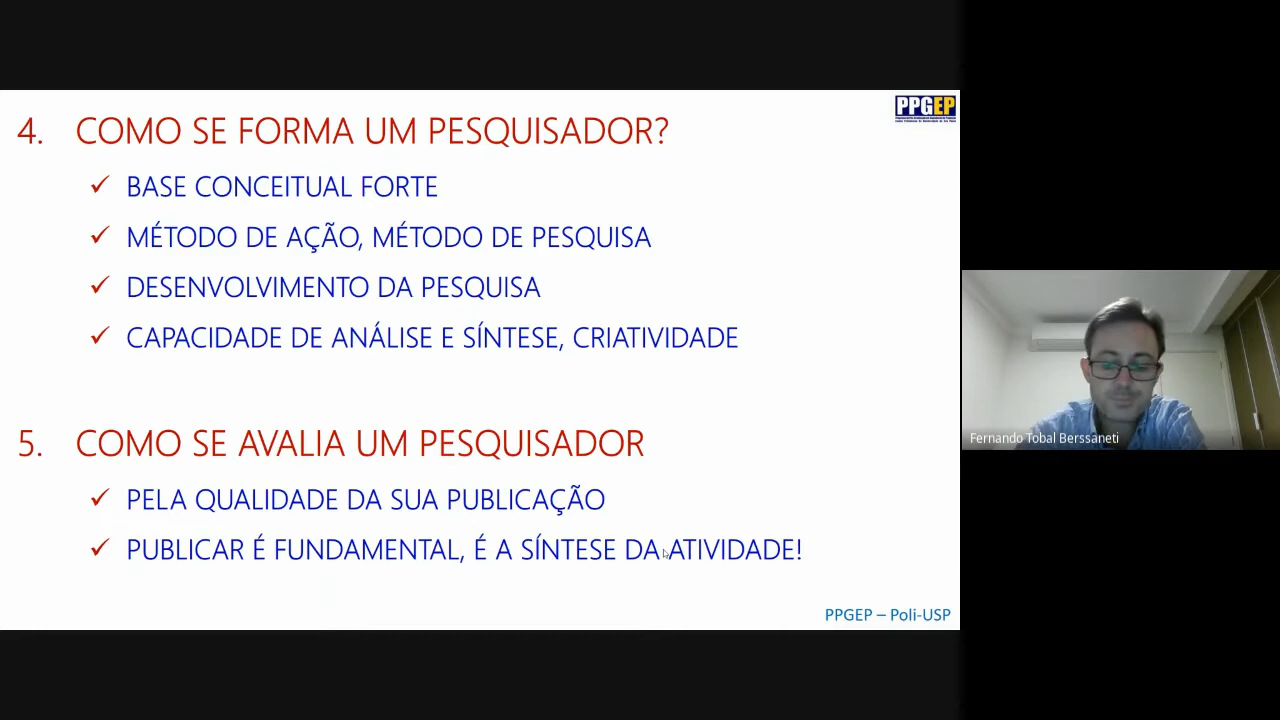 PPGEP
4. COMO SE FORMA UM PESQUISADOR?
✓ BASE CONCEITUAL FORTE
✓ MÉTODO DE AÇÃO, MÉTODO DE PESQUISA
✓ DESENVOLVIMENTO DA PESQUISA
✓ CAPACIDADE DE ANÁLISE E SÍNTESE, CRIATIVIDADE
5. COMO SE AVALIA UM PESQUISADOR
✓ PELA QUALIDADE DA SUA PUBLICAÇÃO
✓ PUBLICAR É FUNDAMENTAL, É A SÍNTESE DA ATIVIDADE!
PPGEP – Poli-USP
Fernando Tobal Berssaneti